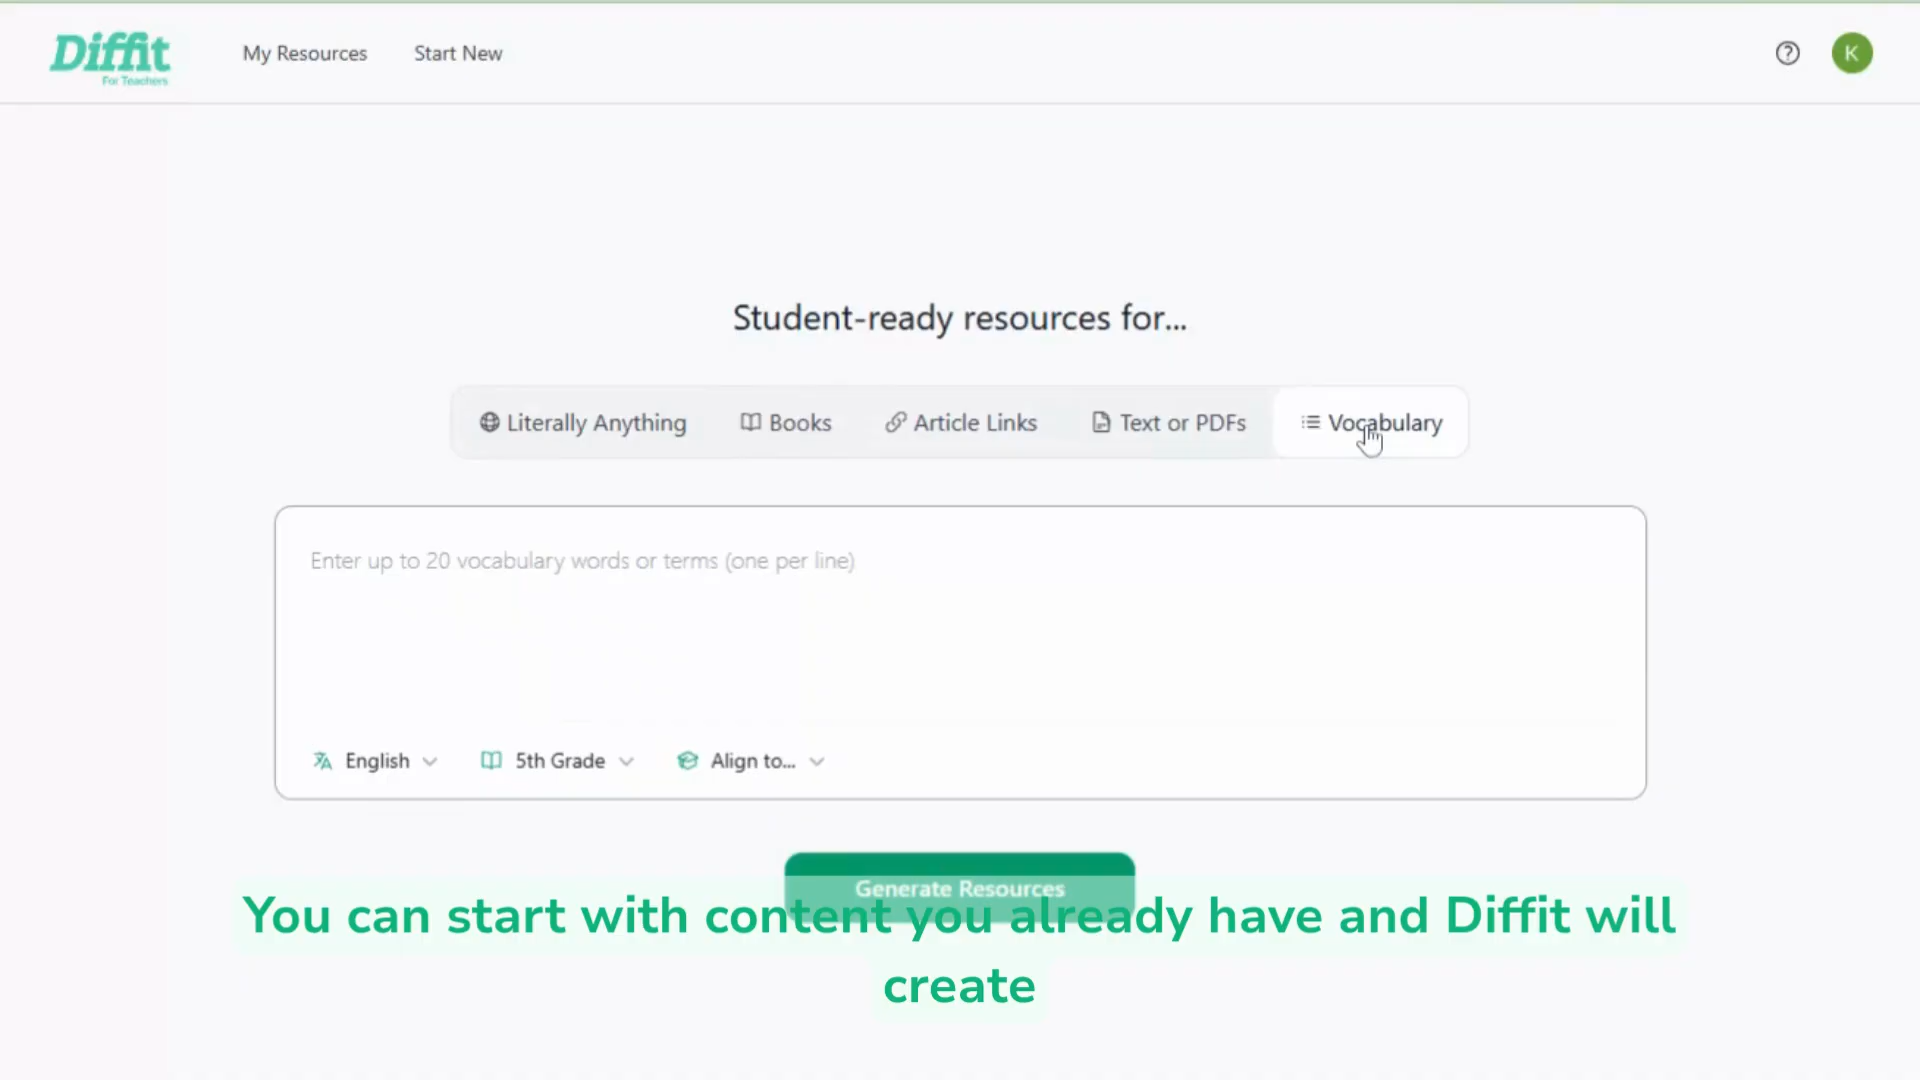 Diffit
For Teachers
My Resources
Start New
K
Student-ready resources for...
Literally Anything
Books
Article Links
Text or PDFs
Vocabulary
Enter up to 20 vocabulary words or terms (one per line)
English
5th Grade
Align to...
Generate Resources
You can start with content you already have and Diffit will
create